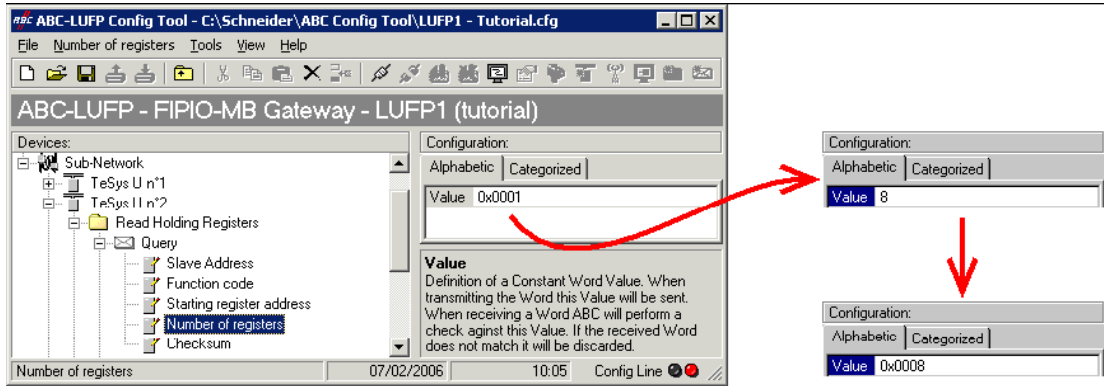 ABC-LUFP Config Tool - C:\Schneider\ABC Config Tool\LUFP1 - Tutorial.cfg
File Number of registers Tools View Help
ABC-LUFP - FIPIO-MB Gateway - LUFP1 (tutorial)
Devices:
Sub-Network
TeSys U n°1
TeSys U n°2
Read Holding Registers
Query
Slave Address
Function code
Starting register address
Number of registers
Checksum
Configuration:
Alphabetic Categorized
Value 0x0001
Value
Definition of a Constant Word Value. When
transmitting the Word this Value will be sent.
When receiving a Word ABC will perform a
check aginst this Value. If the received Word
does not match it will be discarded.
Number of registers 07/02/2006 10:05 Config Line
Configuration:
Alphabetic Categorized
Value 8
Configuration:
Alphabetic Categorized
Value 0x0008